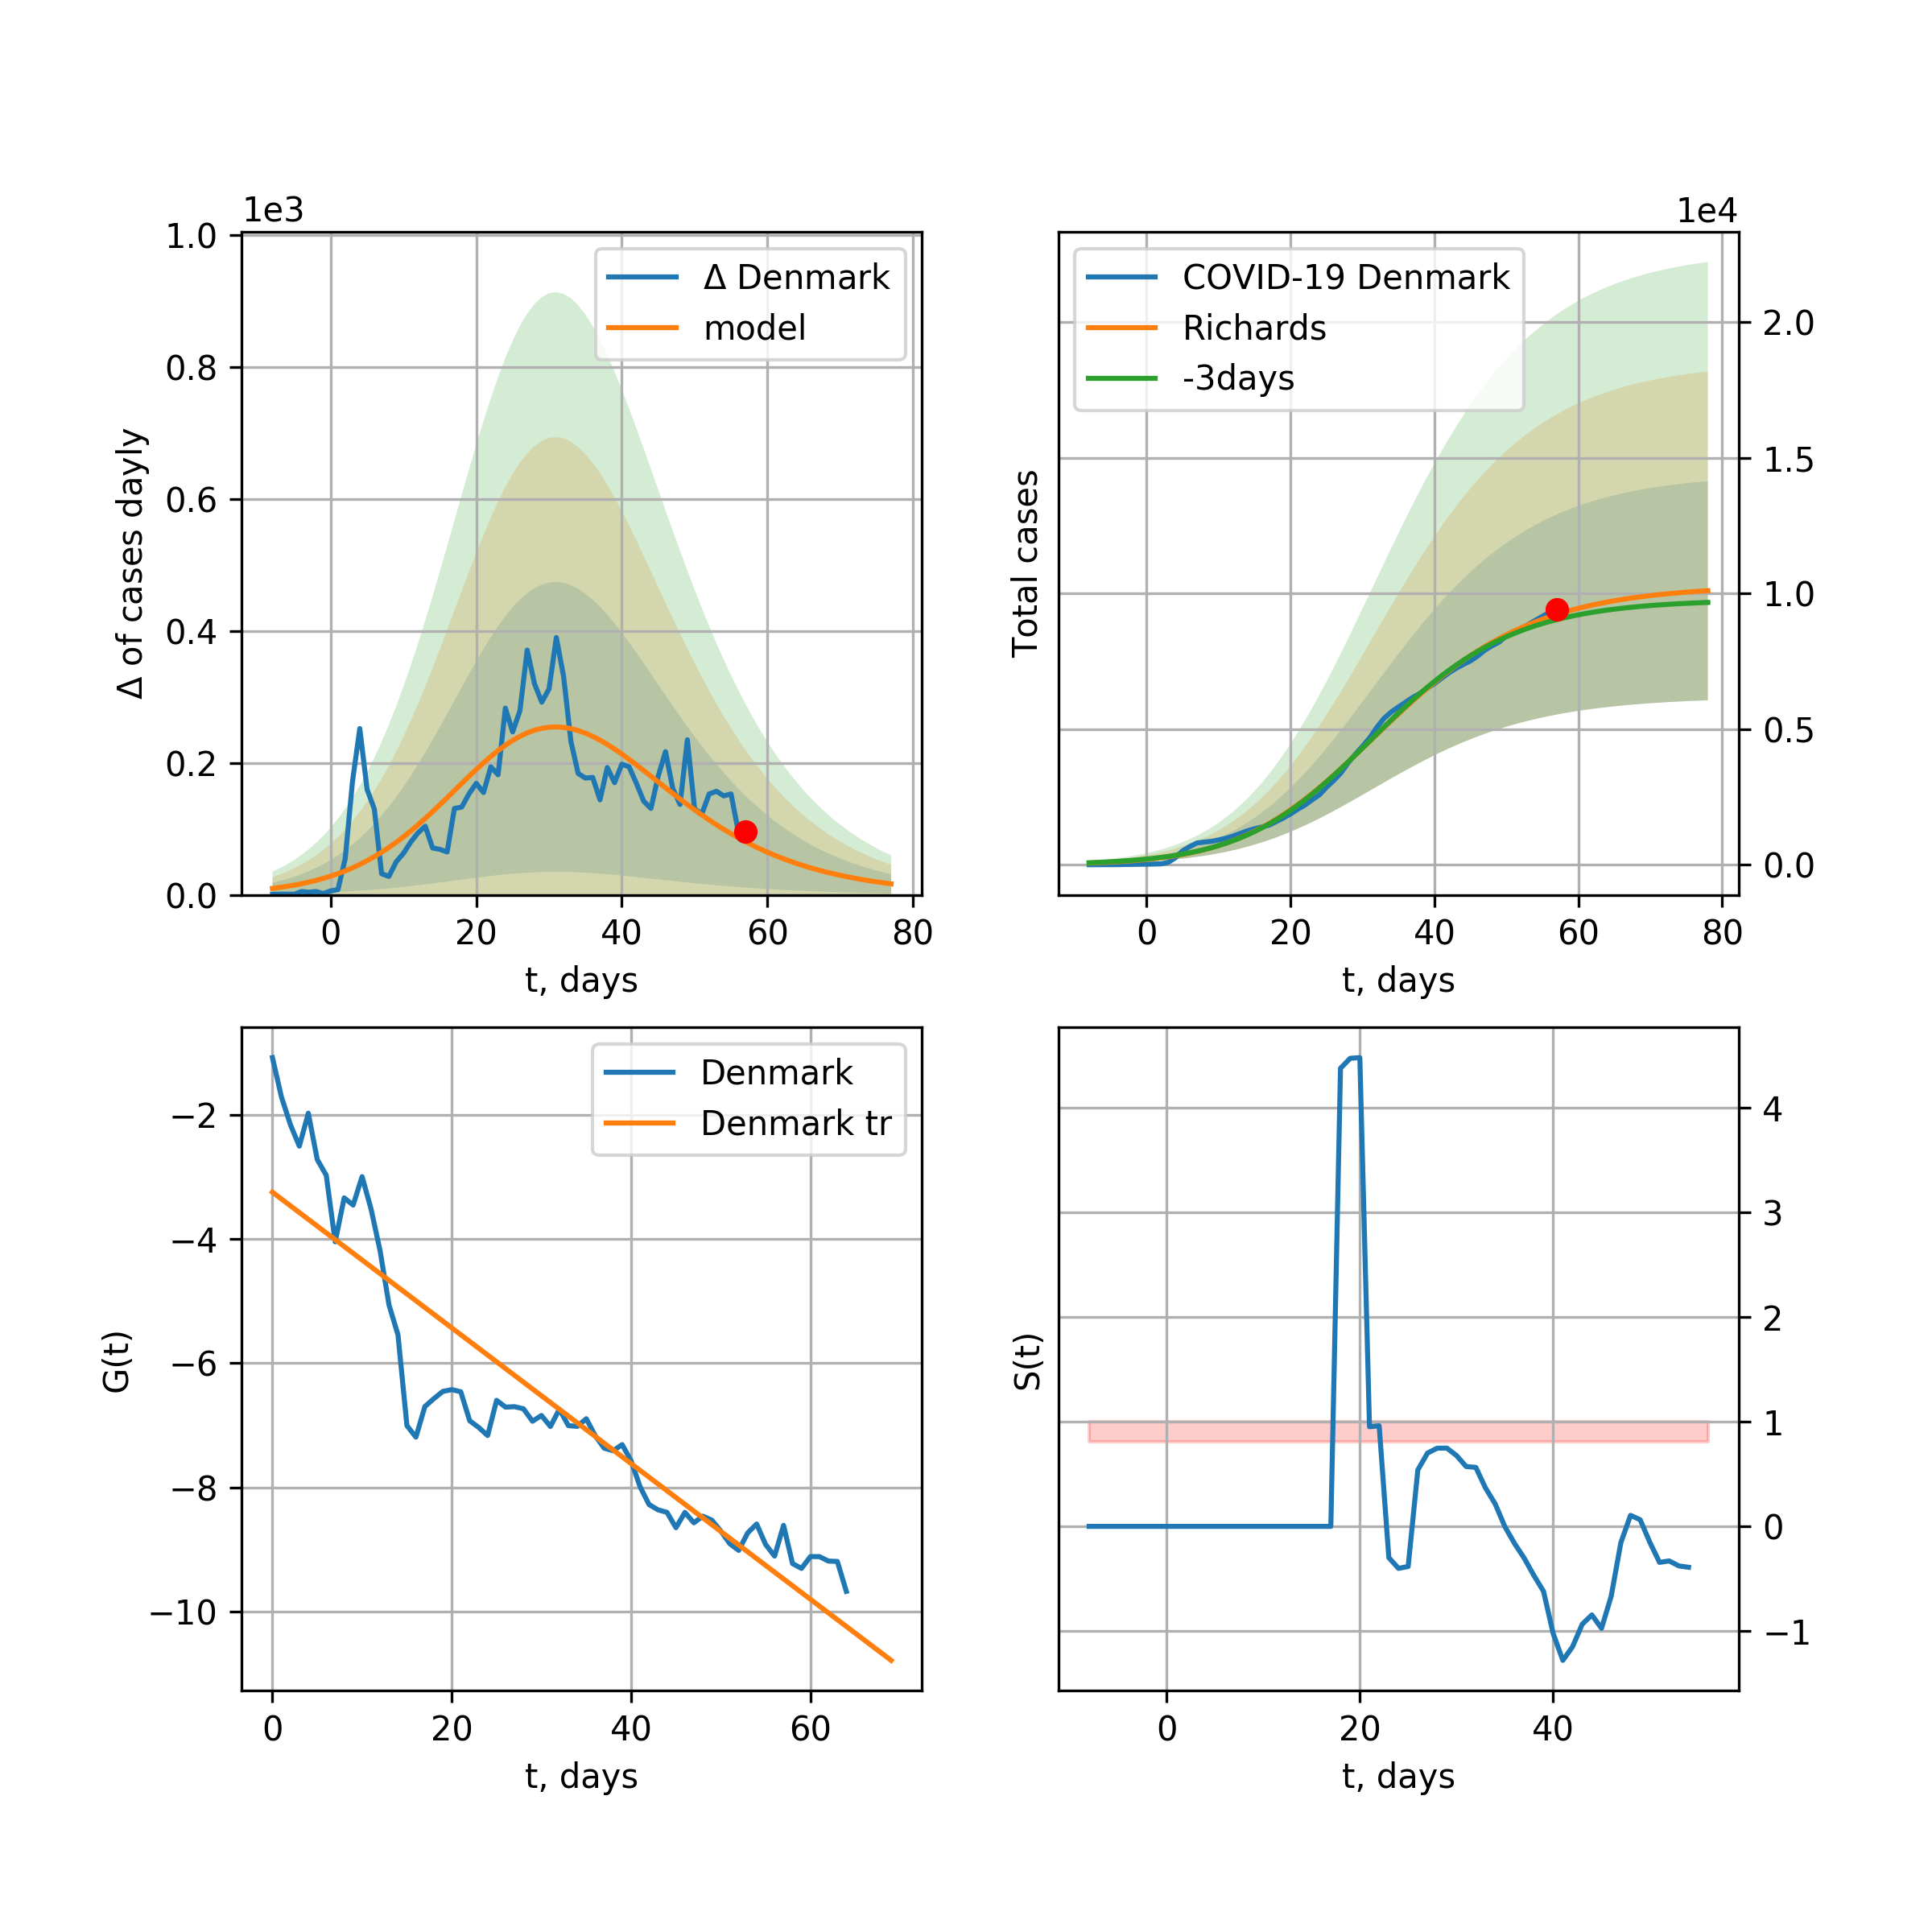 1e3
1.0
0.8
0.6
0.4
0.2
0.0
Δ of cases dayly
Δ Denmark
model
0 20 40 60 80
t, days
1e4
COVID-19 Denmark
Richards
-3days
Total cases
2.0
1.5
1.0
0.5
0.0
0 20 40 60 80
t, days
Denmark
Denmark tr
G(t)
−2
−4
−6
−8
−10
0 20 40 60
t, days
S(t)
4
3
2
1
0
−1
0 20 40
t, days